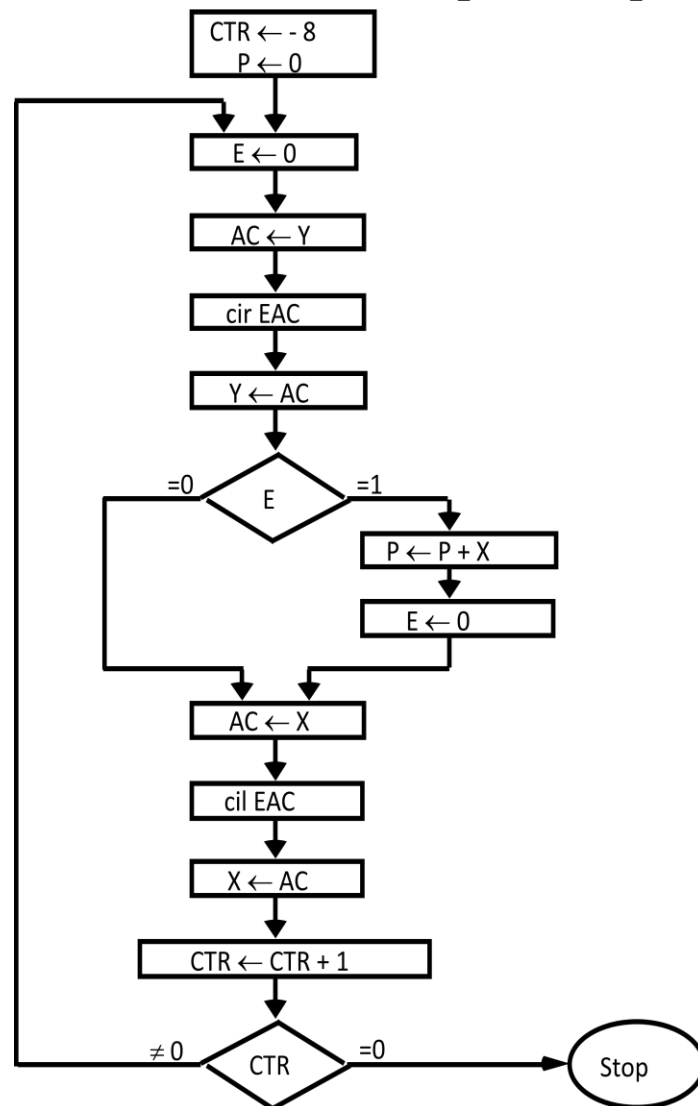 CTR ← - 8
P ← 0
E ← 0
AC ← Y
cir EAC
Y ← AC
=0
E
=1
P ← P + X
E ← 0
AC ← X
cil EAC
X ← AC
CTR ← CTR + 1
≠ 0
CTR
=0
Stop